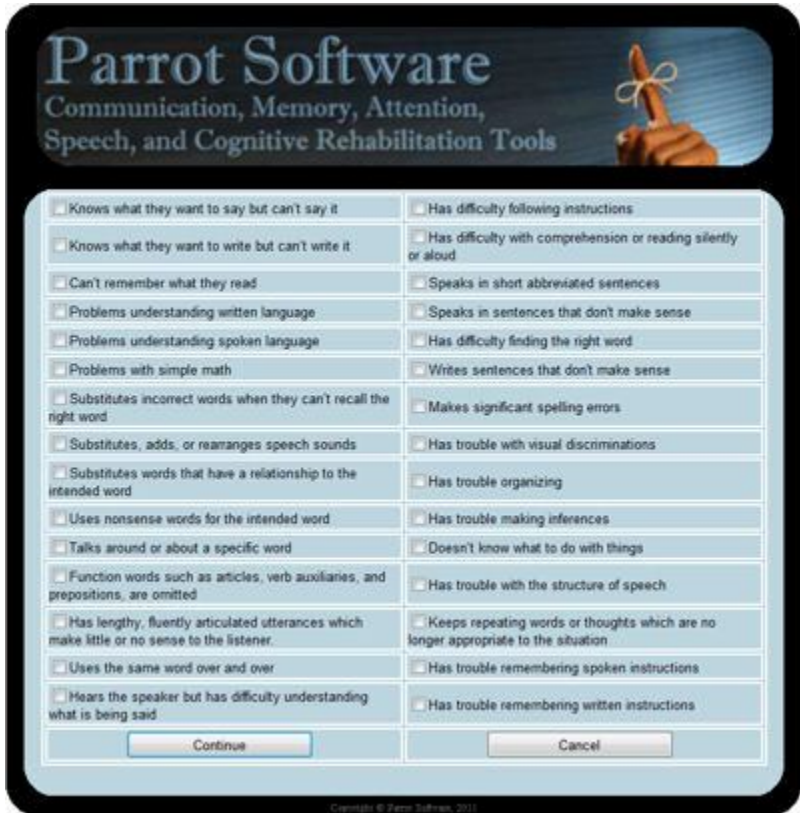 Parrot Software
Communication, Memory, Attention,
Speech, and Cognitive Rehabilitation Tools
Knows what they want to say but can't say it
Has difficulty following instructions
Knows what they want to write but can't write it
Has difficulty with comprehension or reading silently
or aloud
Can't remember what they read
Speaks in short abbreviated sentences
Problems understanding written language
Speaks in sentences that don't make sense
Problems understanding spoken language
Has difficulty finding the right word
Problems with simple math
Writes sentences that don't make sense
Substitutes incorrect words when they can't recall the
right word
Makes significant spelling errors
Substitutes, adds, or rearranges speech sounds
Has trouble with visual discriminations
Substitutes words that have a relationship to the
intended word
Has trouble organizing
Uses nonsense words for the intended word
Has trouble making inferences
Talks around or about a specific word
Doesn't know what to do with things
Function words such as articles, verb auxiliaries, and
prepositions, are omitted
Has trouble with the structure of speech
Has lengthy, fluently articulated utterances which
make little or no sense to the listener.
Keeps repeating words or thoughts which are no
longer appropriate to the situation
Uses the same word over and over
Has trouble remembering spoken instructions
Hears the speaker but has difficulty understanding
what is being said
Has trouble remembering written instructions
Continue
Cancel
Copyright © Parrot Software, 2011